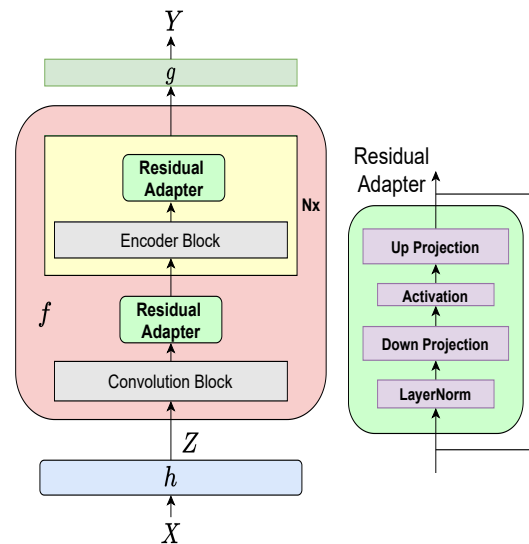 Y
g
Residual
Adapter
Nx
Encoder Block
f
Residual
Adapter
Convolution Block
Z
h
X
Residual
Adapter
Up Projection
Activation
Down Projection
LayerNorm